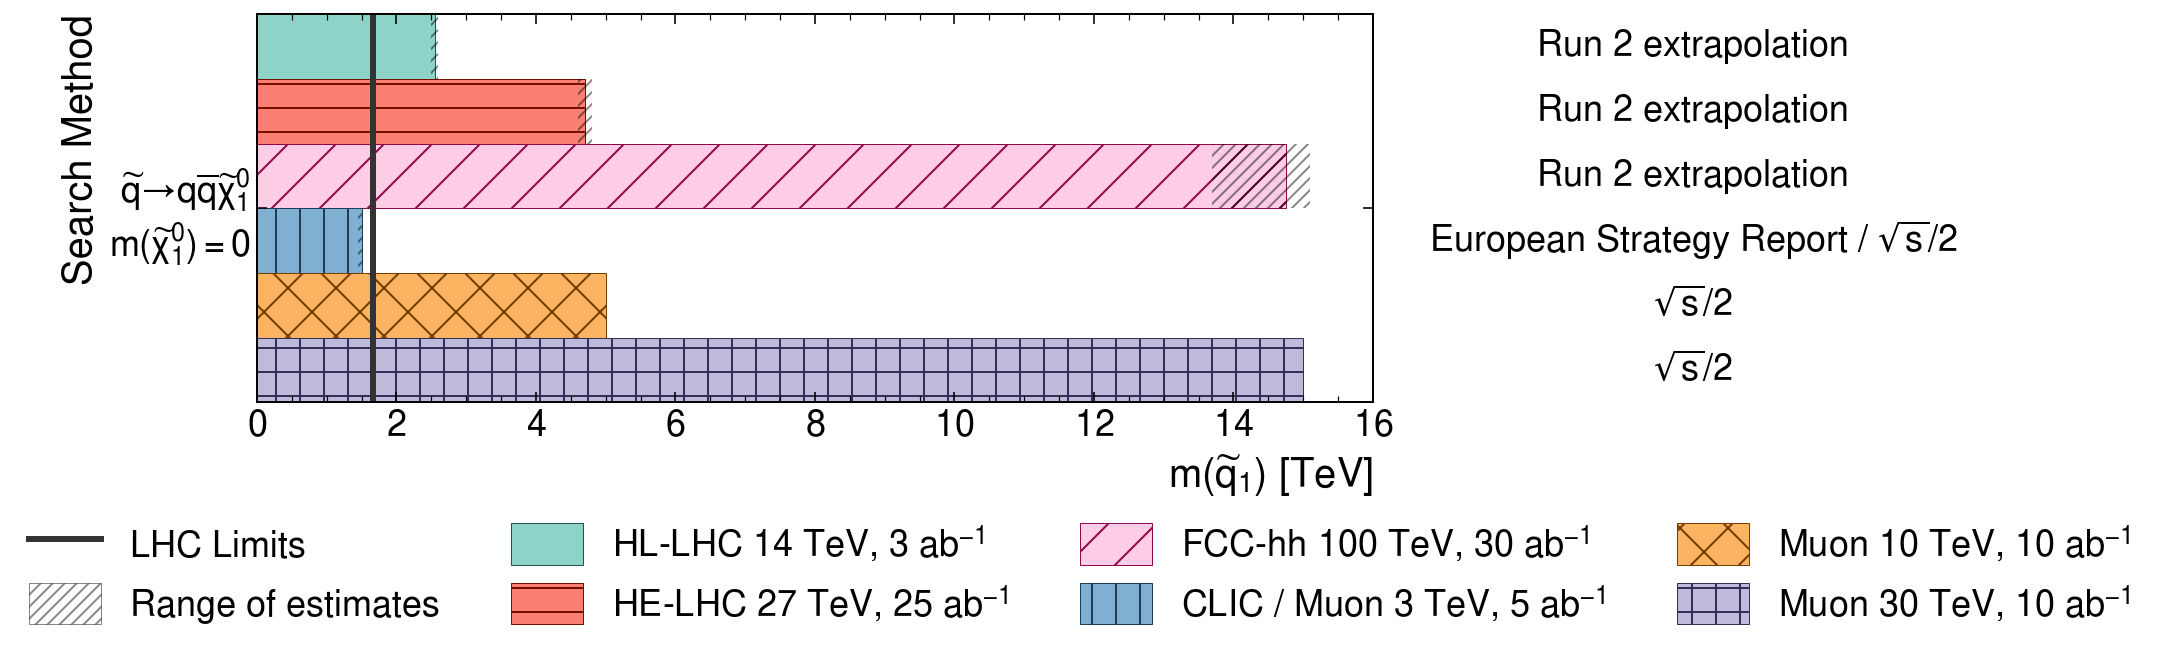 Search Method
q̃→qq̅χ̃₁⁰
m(χ̃₁⁰) = 0
Run 2 extrapolation
Run 2 extrapolation
Run 2 extrapolation
European Strategy Report / √s/2
√s/2
√s/2
0 2 4 6 8 10 12 14 16
m(q̃₁) [TeV]
LHC Limits
Range of estimates
HL-LHC 14 TeV, 3 ab⁻¹
HE-LHC 27 TeV, 25 ab⁻¹
FCC-hh 100 TeV, 30 ab⁻¹
CLIC / Muon 3 TeV, 5 ab⁻¹
Muon 10 TeV, 10 ab⁻¹
Muon 30 TeV, 10 ab⁻¹